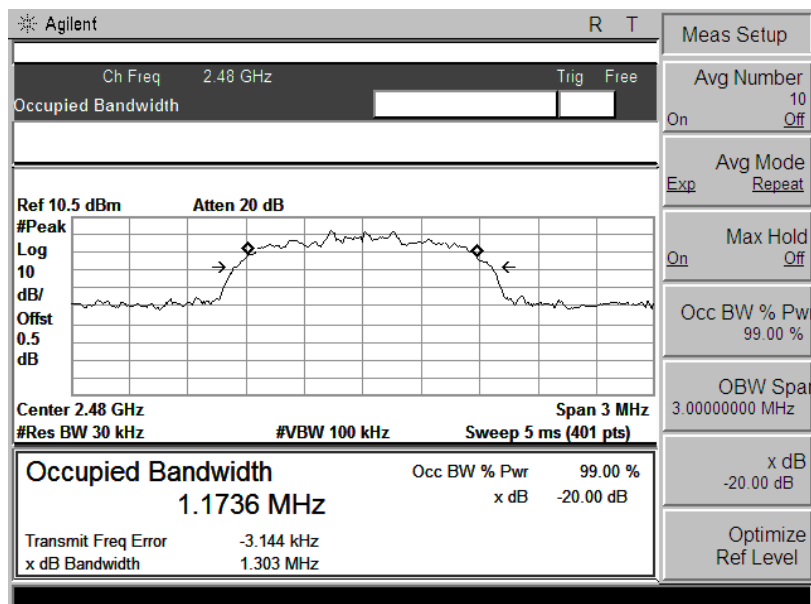 Agilent R T
Ch Freq 2.48 GHz Trig Free
Occupied Bandwidth
Ref 10.5 dBm Atten 20 dB
#Peak
Log
10
dB/
Offst
0.5
dB
Center 2.48 GHz Span 3 MHz
#Res BW 30 kHz #VBW 100 kHz Sweep 5 ms (401 pts)
Occupied Bandwidth
1.1736 MHz
Occ BW % Pwr 99.00 %
x dB -20.00 dB
Transmit Freq Error -3.144 kHz
x dB Bandwidth 1.303 MHz
Meas Setup
Avg Number
10
On Off
Avg Mode
Exp Repeat
Max Hold
On Off
Occ BW % Pwr
99.00 %
OBW Spar
3.00000000 MHz
x dB
-20.00 dB
Optimize
Ref Level